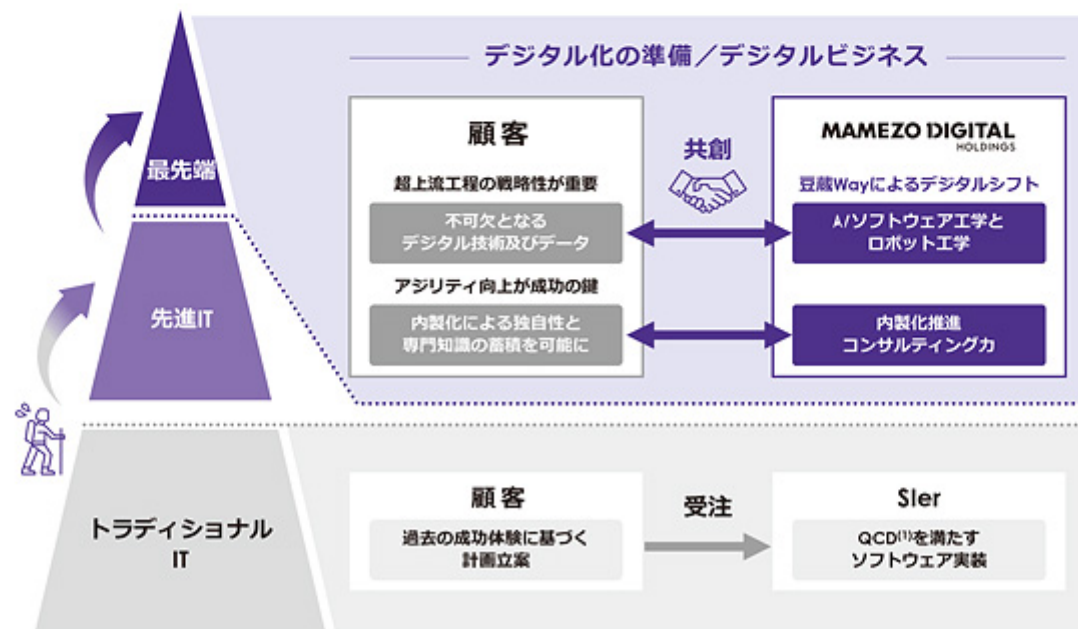 デジタル化の準備／デジタルビジネス
最先端
先進IT
トラディショナル
IT
顧客
超上流工程の戦略性が重要
不可欠となる
デジタル技術及びデータ
アジリティ向上が成功の鍵
内製化による独自性と
専門知識の蓄積を可能に
共創
MAMEZO DIGITAL
HOLDINGS
豆蔵Wayによるデジタルシフト
AI/ソフトウェア工学と
ロボット工学
内製化推進
コンサルティング力
顧客
過去の成功体験に基づく
計画立案
受注
SIer
QCD(1)を満たす
ソフトウェア実装